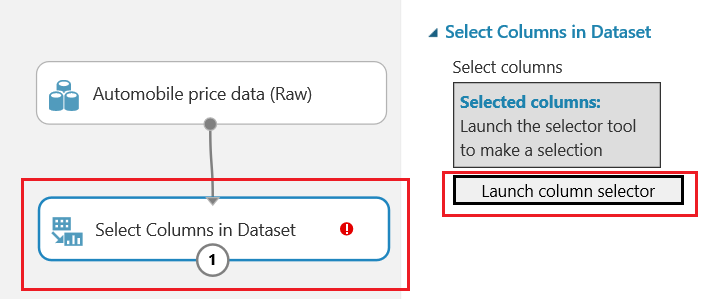 Automobile price data (Raw)
Select Columns in Dataset
1
Select Columns in Dataset
Select columns
Selected columns:
Launch the selector tool
to make a selection
Launch column selector